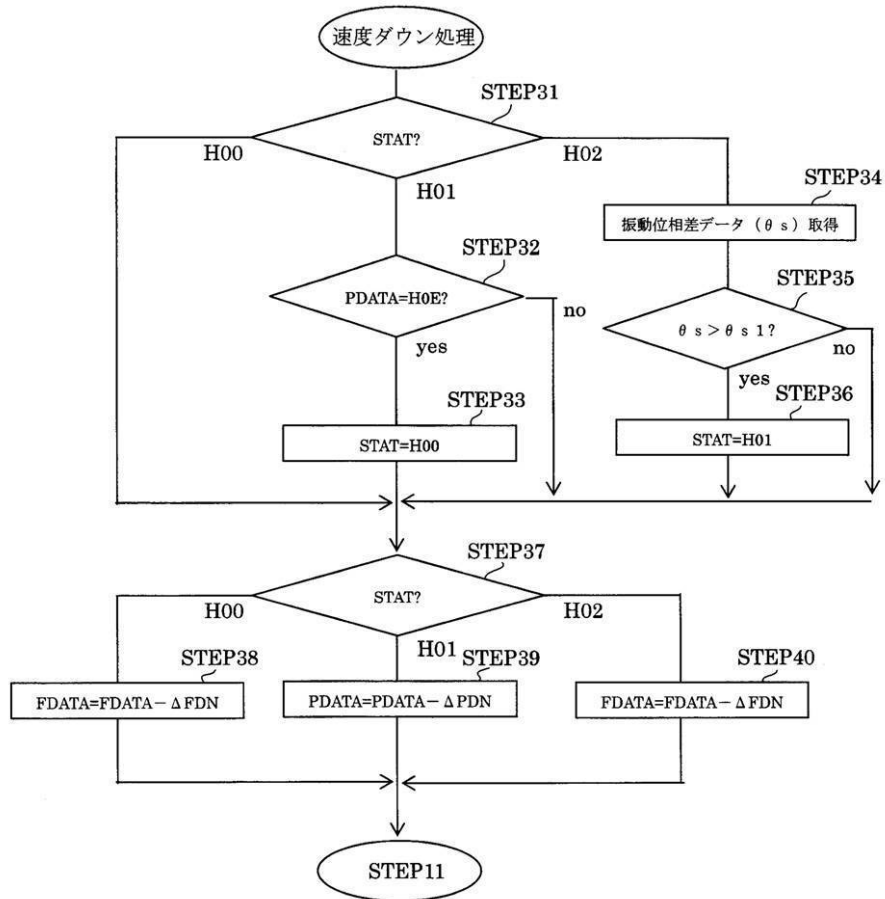 速度ダウン処理
STEP31
STAT?
H00
H02
H01
STEP34
振動位相差データ（θｓ）取得
STEP32
PDATA=H0E?
no
yes
STEP35
θｓ＞θｓ１？
no
yes
STEP33
STAT=H00
STEP36
STAT=H01
STEP37
STAT?
H00
H02
H01
STEP38
FDATA=FDATA－ΔFDN
STEP39
PDATA=PDATA－ΔPDN
STEP40
FDATA=FDATA－ΔFDN
STEP11